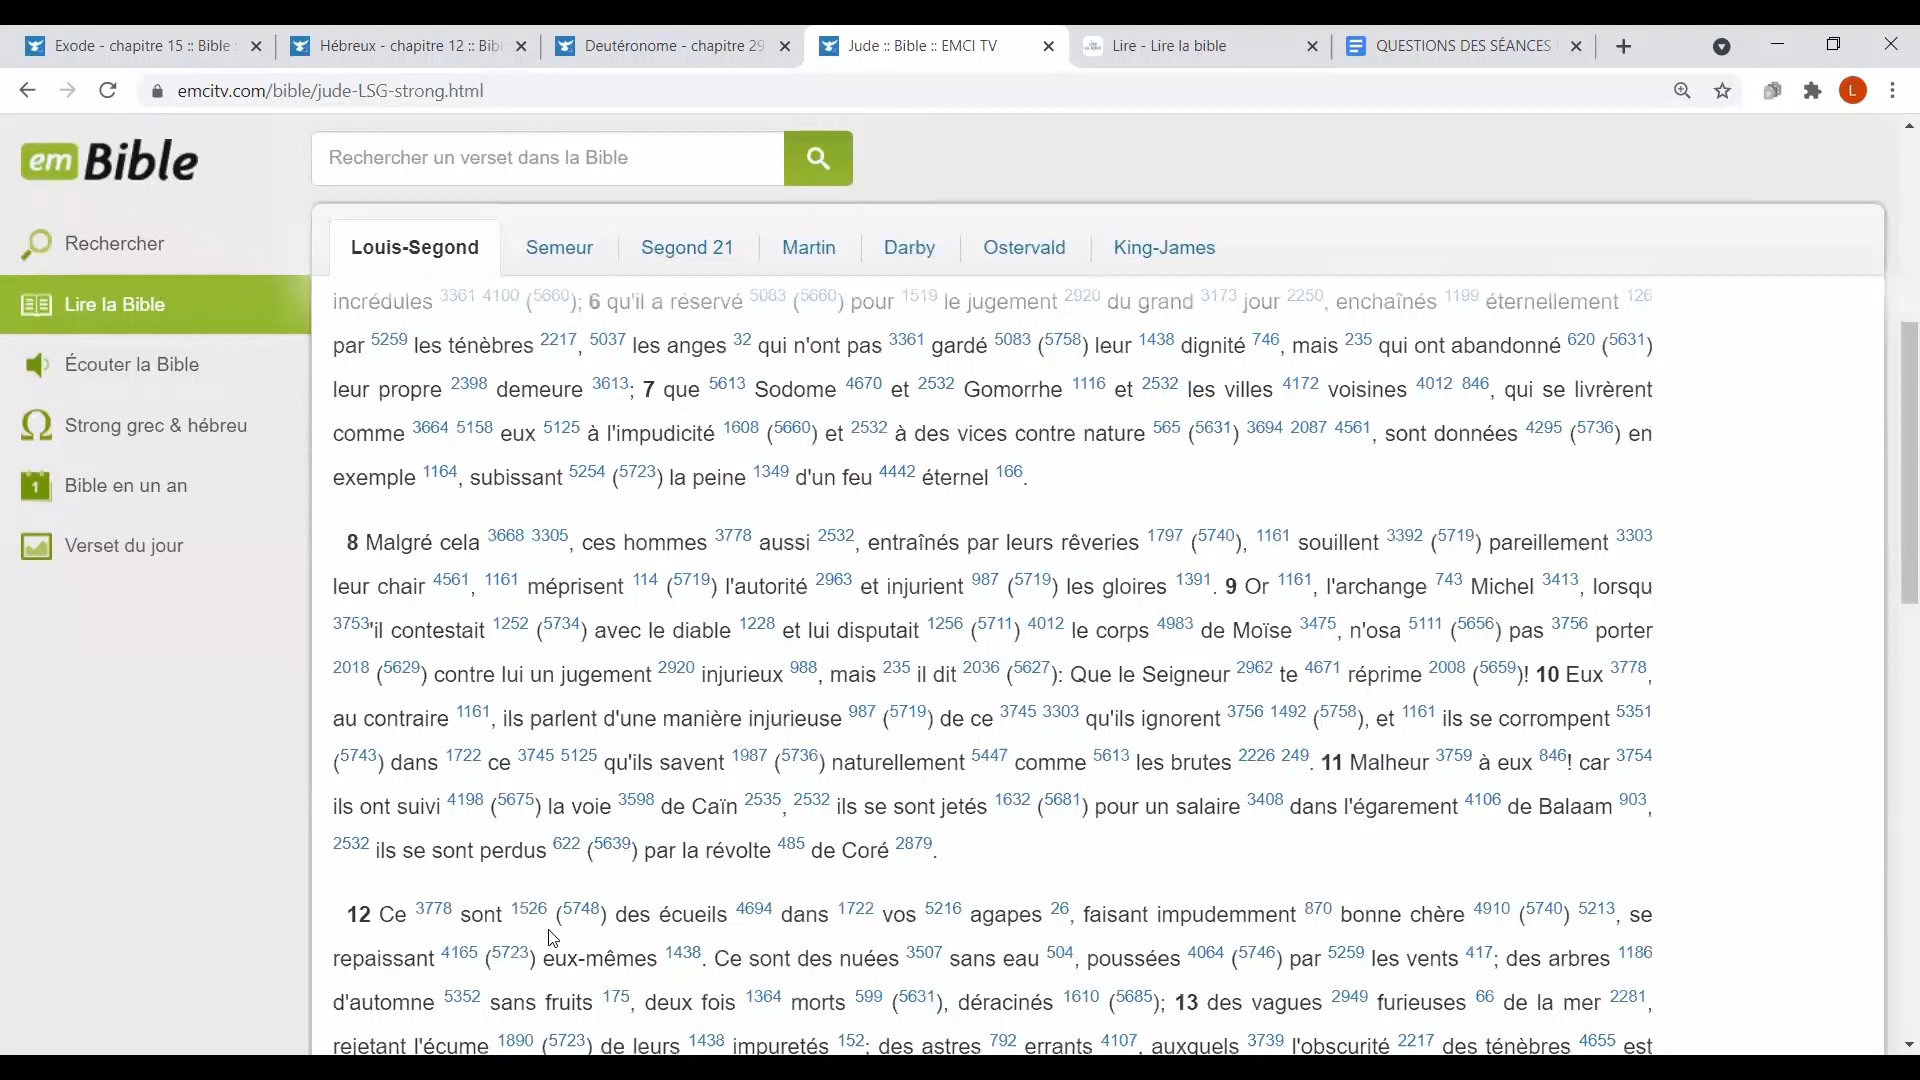 Exode - chapitre 15 :: Bible
Hébreux - chapitre 12 :: Bib
Deutéronome - chapitre 29
Jude :: Bible :: EMCI TV
Lire - Lire la bible
QUESTIONS DES SÉANCES
emcitv.com/bible/jude-LSG-strong.html
L
em Bible
Rechercher un verset dans la Bible
Rechercher
Lire la Bible
Écouter la Bible
Strong grec & hébreu
1
Bible en un an
Verset du jour
Louis-Segond Semeur Segond 21 Martin Darby Ostervald King-James
incrédules 3361 4100 (5660); 6 qu'il a réservé 5083 (5660) pour 1519 le jugement 2920 du grand 3173 jour 2250, enchaînés 1199 éternellement 126
par 5259 les ténèbres 2217, 5037 les anges 32 qui n'ont pas 3361 gardé 5083 (5758) leur 1438 dignité 746, mais 235 qui ont abandonné 620 (5631)
leur propre 2398 demeure 3613; 7 que 5613 Sodome 4670 et 2532 Gomorrhe 1116 et 2532 les villes 4172 voisines 4012 846, qui se livrèrent
comme 3664 5158 eux 5125 à l'impudicité 1608 (5660) et 2532 à des vices contre nature 565 (5631) 3694 2087 4561, sont données 4295 (5736) en
exemple 1164, subissant 5254 (5723) la peine 1349 d'un feu 4442 éternel 166.
8 Malgré cela 3668 3305, ces hommes 3778 aussi 2532, entraînés par leurs rêveries 1797 (5740), 1161 souillent 3392 (5719) pareillement 3303
leur chair 4561, 1161 méprisent 114 (5719) l'autorité 2963 et injurient 987 (5719) les gloires 1391. 9 Or 1161, l'archange 743 Michel 3413, lorsqu
3753'il contestait 1252 (5734) avec le diable 1228 et lui disputait 1256 (5711) 4012 le corps 4983 de Moïse 3475, n'osa 5111 (5656) pas 3756 porter
2018 (5629) contre lui un jugement 2920 injurieux 988, mais 235 il dit 2036 (5627): Que le Seigneur 2962 te 4671 réprime 2008 (5659)! 10 Eux 3778,
au contraire 1161, ils parlent d'une manière injurieuse 987 (5719) de ce 3745 3303 qu'ils ignorent 3756 1492 (5758), et 1161 ils se corrompent 5351
(5743) dans 1722 ce 3745 5125 qu'ils savent 1987 (5736) naturellement 5447 comme 5613 les brutes 2226 249. 11 Malheur 3759 à eux 846! car 3754
ils ont suivi 4198 (5675) la voie 3598 de Caïn 2535, 2532 ils se sont jetés 1632 (5681) pour un salaire 3408 dans l'égarement 4106 de Balaam 903,
2532 ils se sont perdus 622 (5639) par la révolte 485 de Coré 2879.
12 Ce 3778 sont 1526 (5748) des écueils 4694 dans 1722 vos 5216 agapes 26, faisant impudemment 870 bonne chère 4910 (5740) 5213, se
repaissant 4165 (5723) eux-mêmes 1438. Ce sont des nuées 3507 sans eau 504, poussées 4064 (5746) par 5259 les vents 417; des arbres 1186
d'automne 5352 sans fruits 175, deux fois 1364 morts 599 (5631), déracinés 1610 (5685); 13 des vagues 2949 furieuses 66 de la mer 2281,
rejetant l'écume 1890 (5723) de leurs 1438 impuretés 152; des astres 792 errants 4107, auxquels 3739 l'obscurité 2217 des ténèbres 4655 est